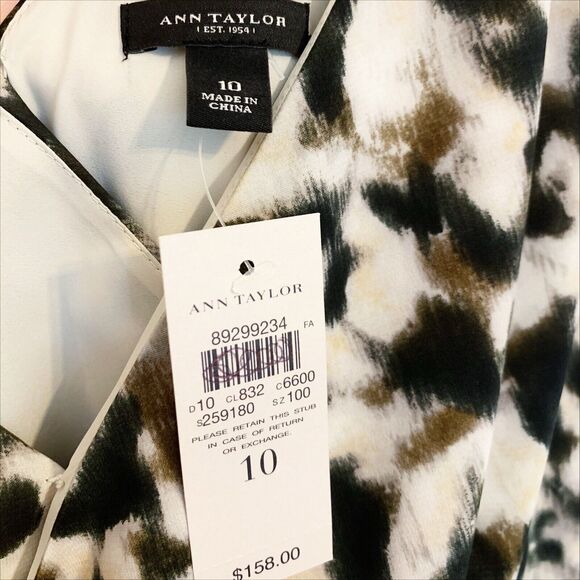 ANN TAYLOR
| EST. 1954 |
10
MADE IN
CHINA
ANN TAYLOR
89299234 FA
D10 CL832 C6600
S259180 SZ100
PLEASE RETAIN THIS STUB
IN CASE OF RETURN
OR EXCHANGE.
10
$158.00